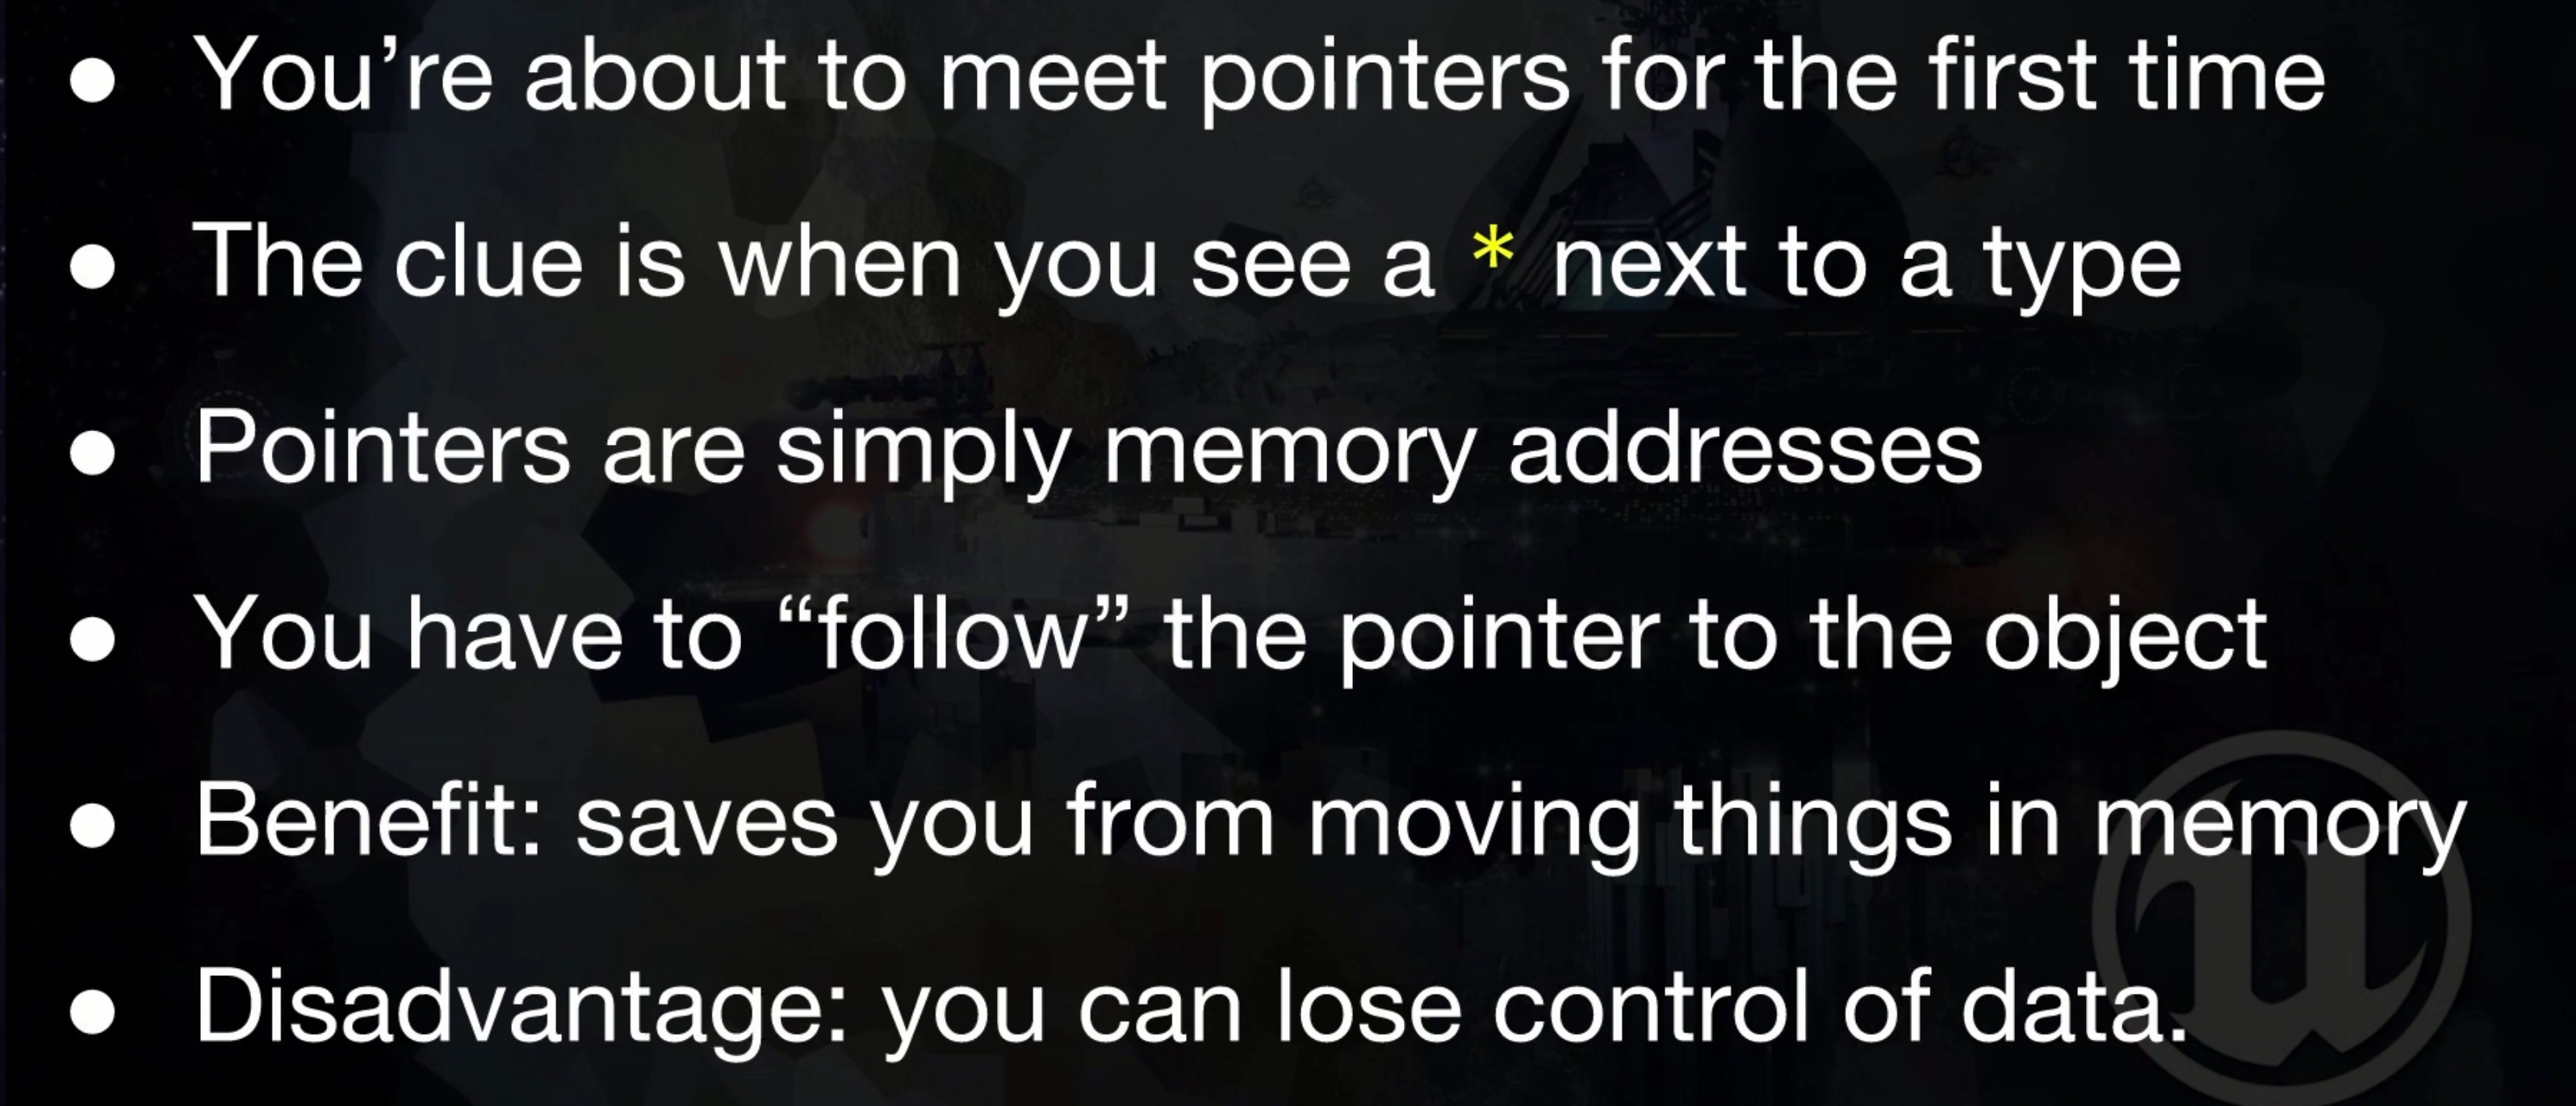 ● You’re about to meet pointers for the first time
● The clue is when you see a * next to a type
● Pointers are simply memory addresses
● You have to “follow” the pointer to the object
● Benefit: saves you from moving things in memory
● Disadvantage: you can lose control of data.